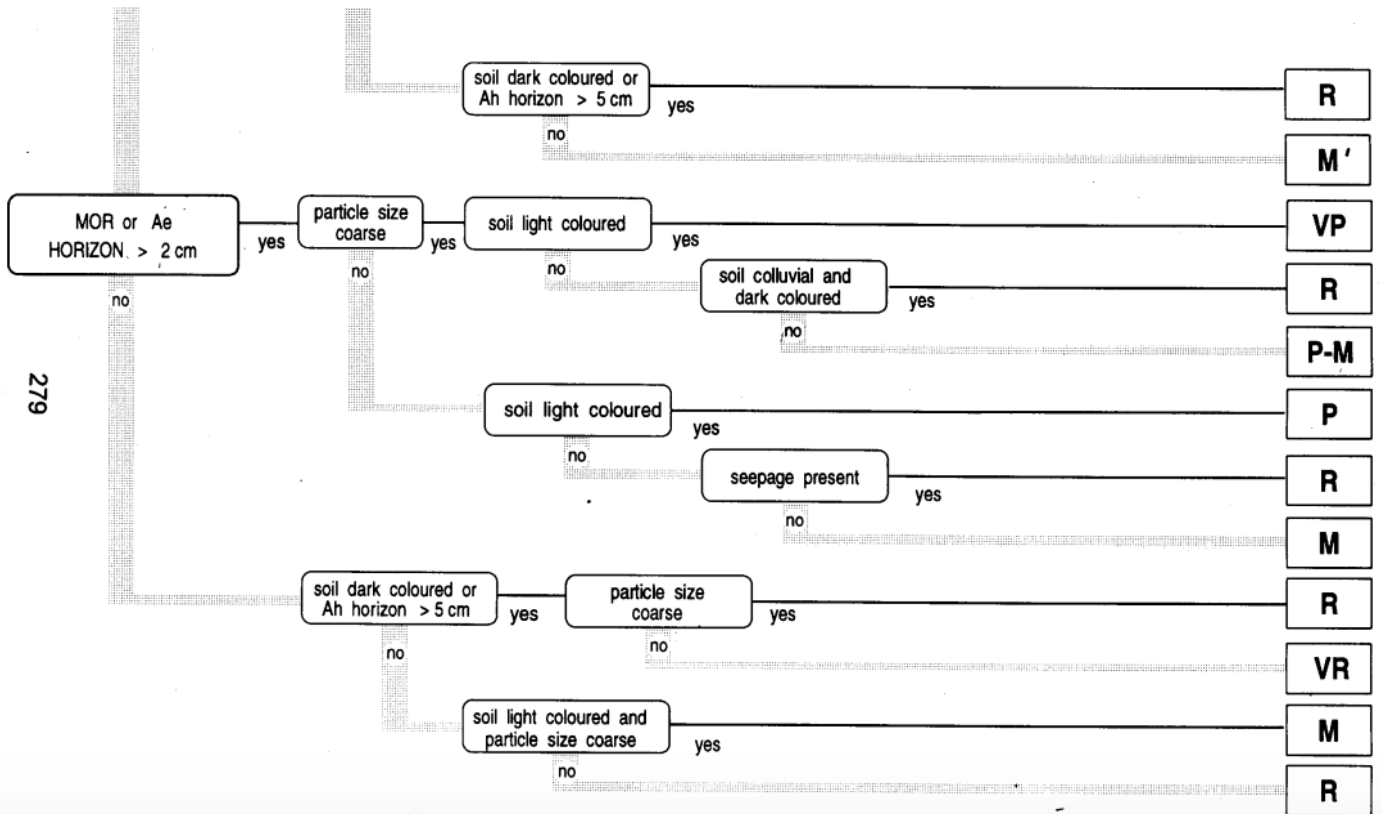 soil dark coloured or
Ah horizon > 5 cm
yes
R
no
M '
MOR or Ae
HORIZON > 2 cm
yes
particle size
coarse
yes
soil light coloured
yes
VP
no
no
soil colluvial and
dark coloured
yes
R
no
no
P-M
279
soil light coloured
yes
P
no
seepage present
yes
R
no
M
soil dark coloured or
Ah horizon > 5 cm
yes
particle size
coarse
yes
R
no
no
VR
soil light coloured and
particle size coarse
yes
M
no
R